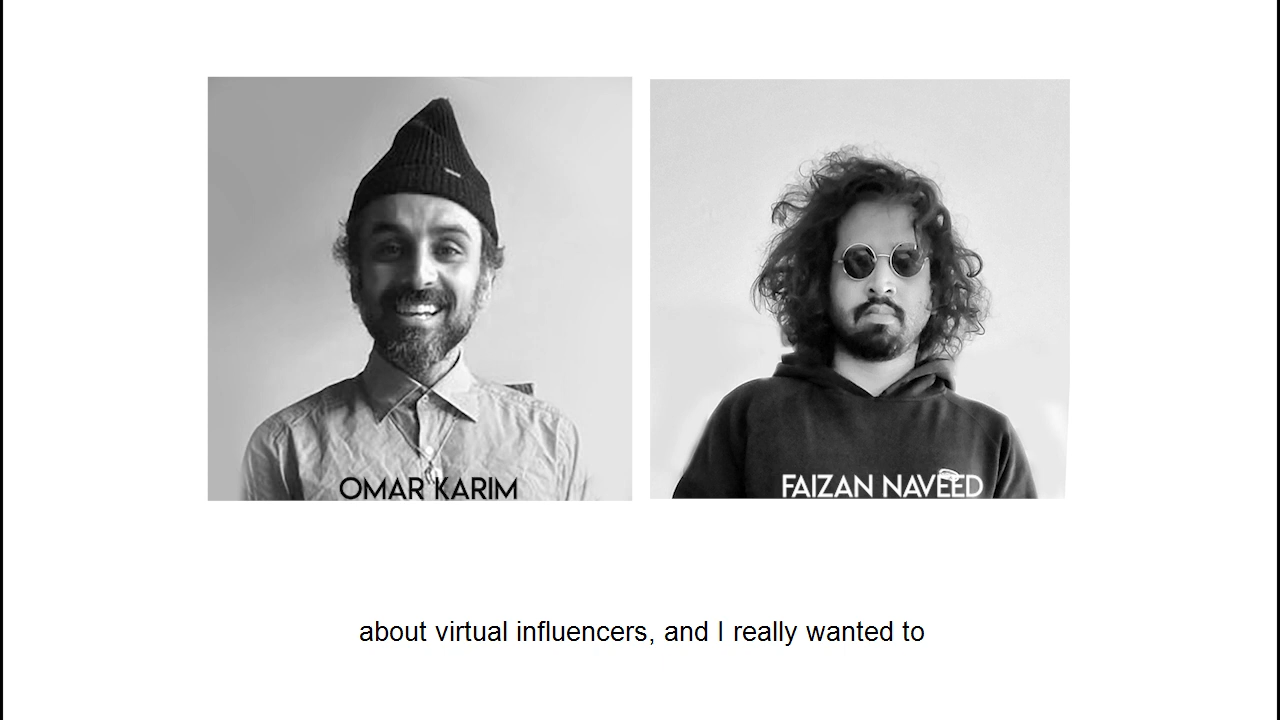 OMAR KARIM
FAIZAN NAVEED
about virtual influencers, and I really wanted to